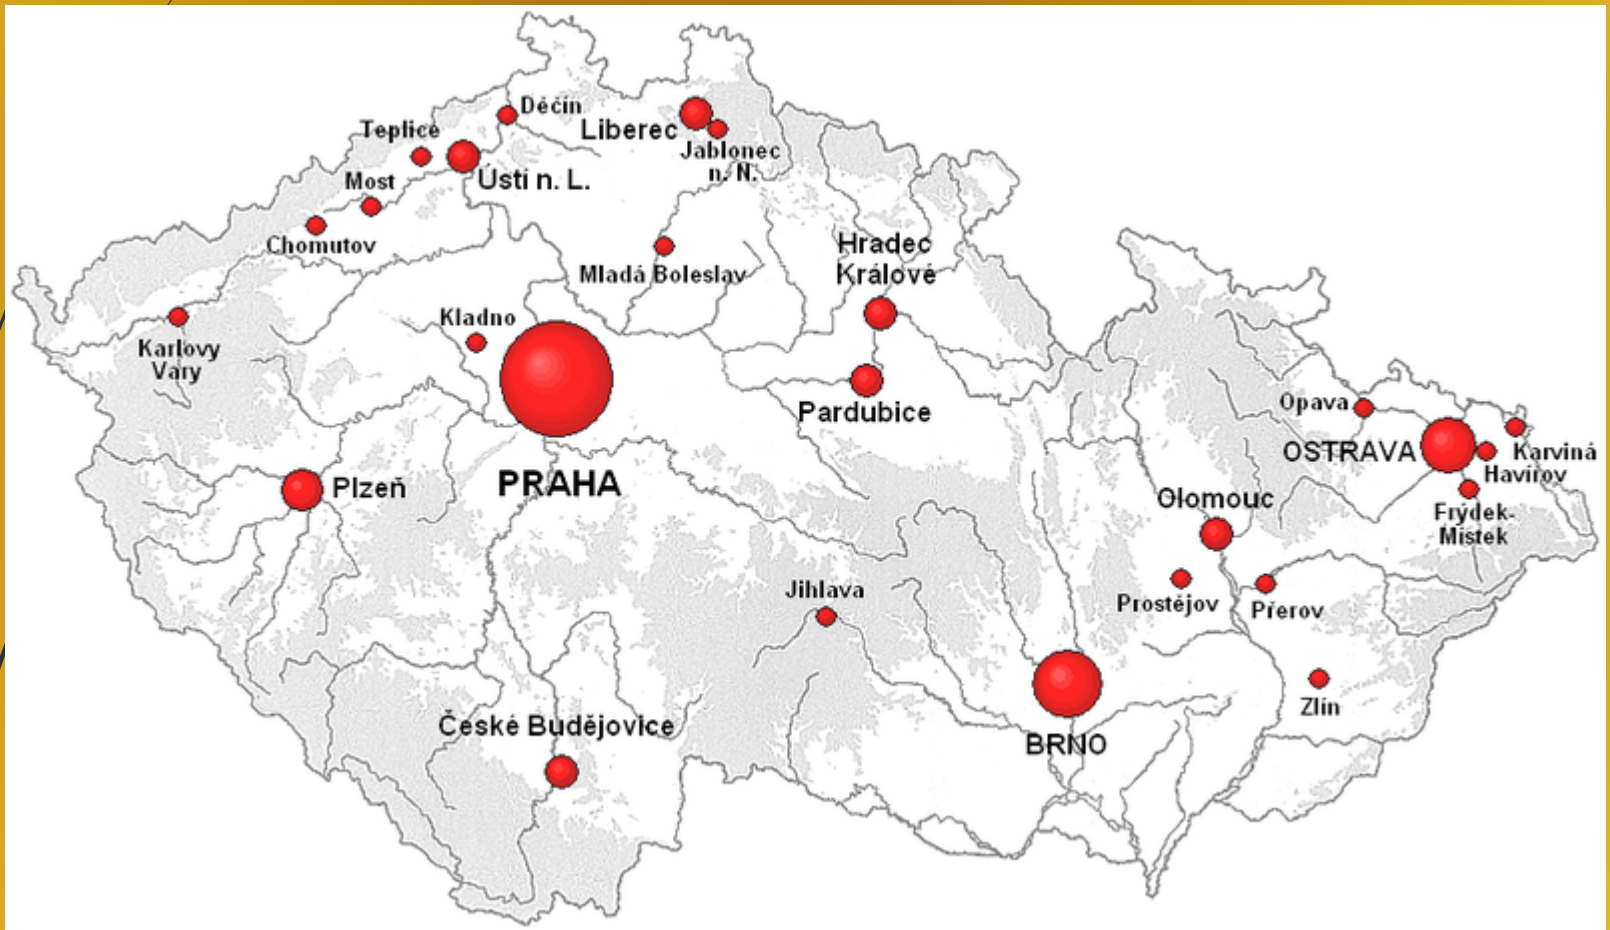 Děčín
Teplice
Liberec
Jablonec
n. N.
Ústí n. L.
Most
Chomutov
Hradec
Králové
Mladá Boleslav
Kladno
Karlovy
Vary
Opava
Pardubice
OSTRAVA
Karviná
Havířov
PRAHA
Plzeň
Olomouc
Frýdek-
Místek
Jihlava
Prostějov
Přerov
Zlín
České Budějovice
BRNO